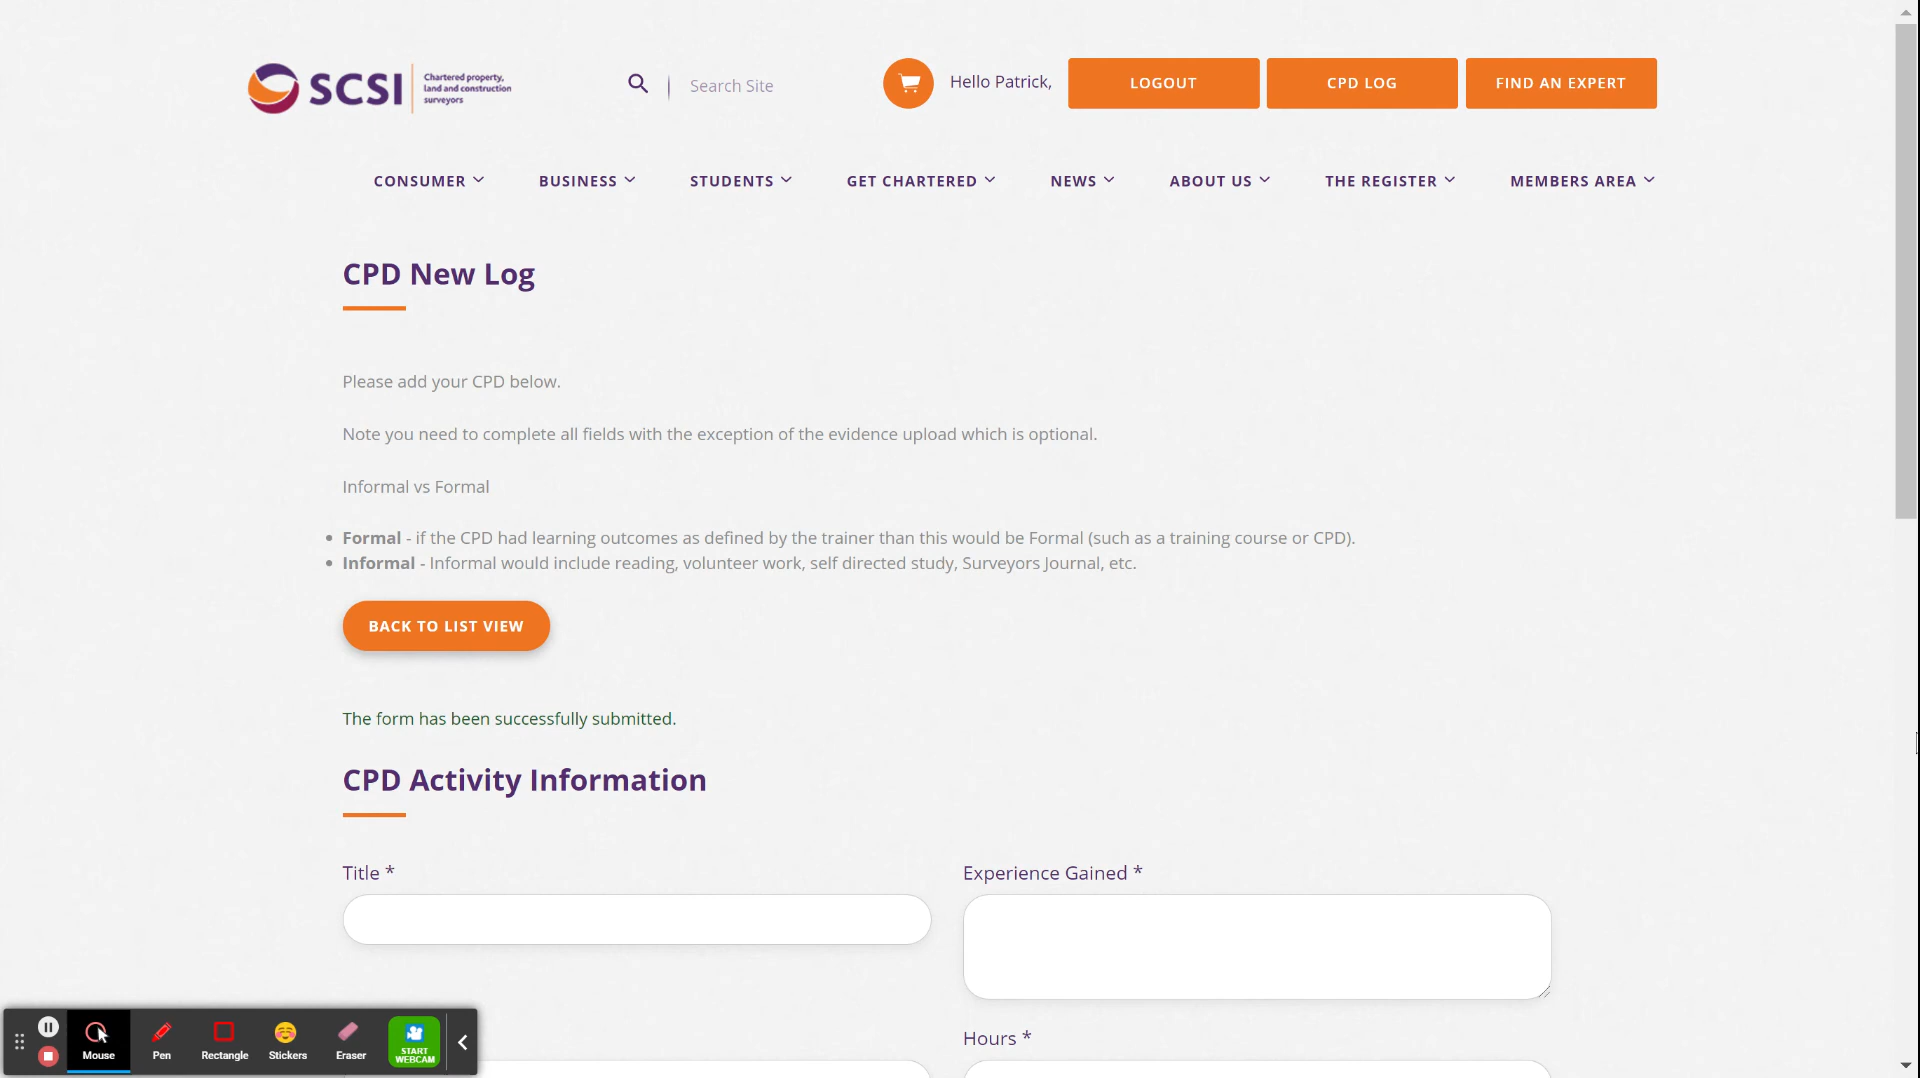 SCSI
Chartered property,
land and construction
surveyors
Search Site
Hello Patrick,
LOGOUT
CPD LOG
FIND AN EXPERT
CONSUMER
BUSINESS
STUDENTS
GET CHARTERED
NEWS
ABOUT US
THE REGISTER
MEMBERS AREA
CPD New Log
Please add your CPD below.
Note you need to complete all fields with the exception of the evidence upload which is optional.
Informal vs Formal
Formal - if the CPD had learning outcomes as defined by the trainer than this would be Formal (such as a training course or CPD).
Informal - Informal would include reading, volunteer work, self directed study, Surveyors Journal, etc.
BACK TO LIST VIEW
The form has been successfully submitted.
CPD Activity Information
Title *
Experience Gained *
Hours *
Mouse
Pen
Rectangle
Stickers
Eraser
START
WEBCAM